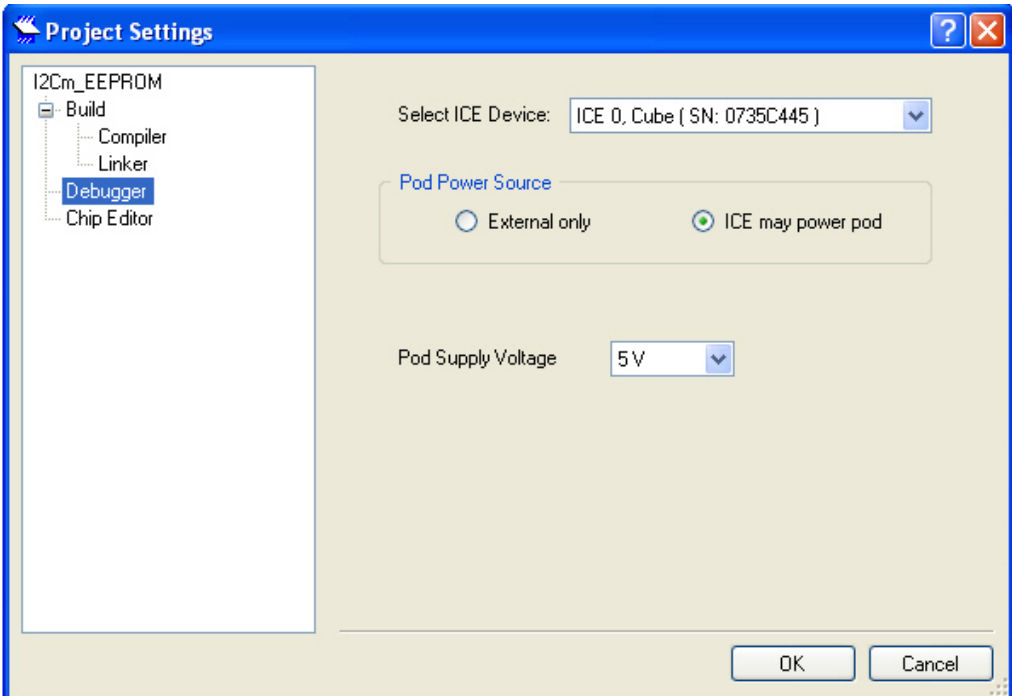 Project Settings
I2Cm_EEPROM
Build
Compiler
Linker
Debugger
Chip Editor
Select ICE Device: ICE 0, Cube ( SN: 0735C445 )
Pod Power Source
External only ICE may power pod
Pod Supply Voltage 5 V
OK Cancel